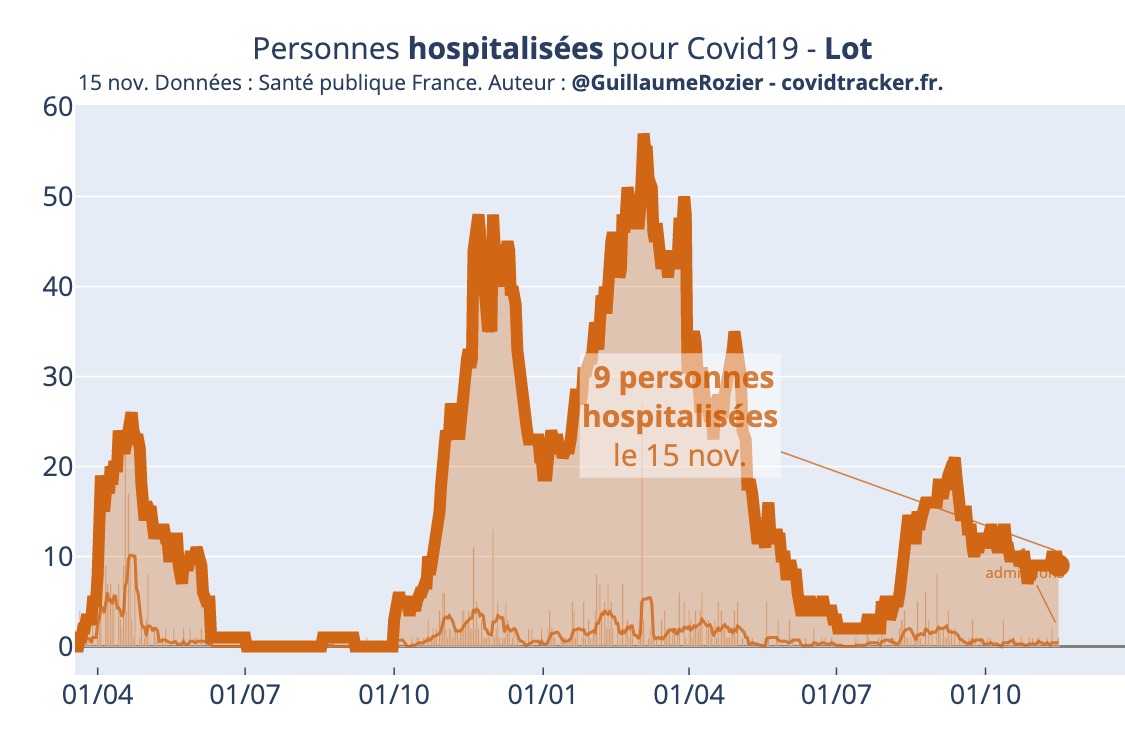 Personnes hospitalisées pour Covid19 - Lot
15 nov. Données : Santé publique France. Auteur : @GuillaumeRozier - covidtracker.fr.
60
50
40
30
20
10
0
9 personnes
hospitalisées
le 15 nov.
admissions
01/04 01/07 01/10 01/01 01/04 01/07 01/10